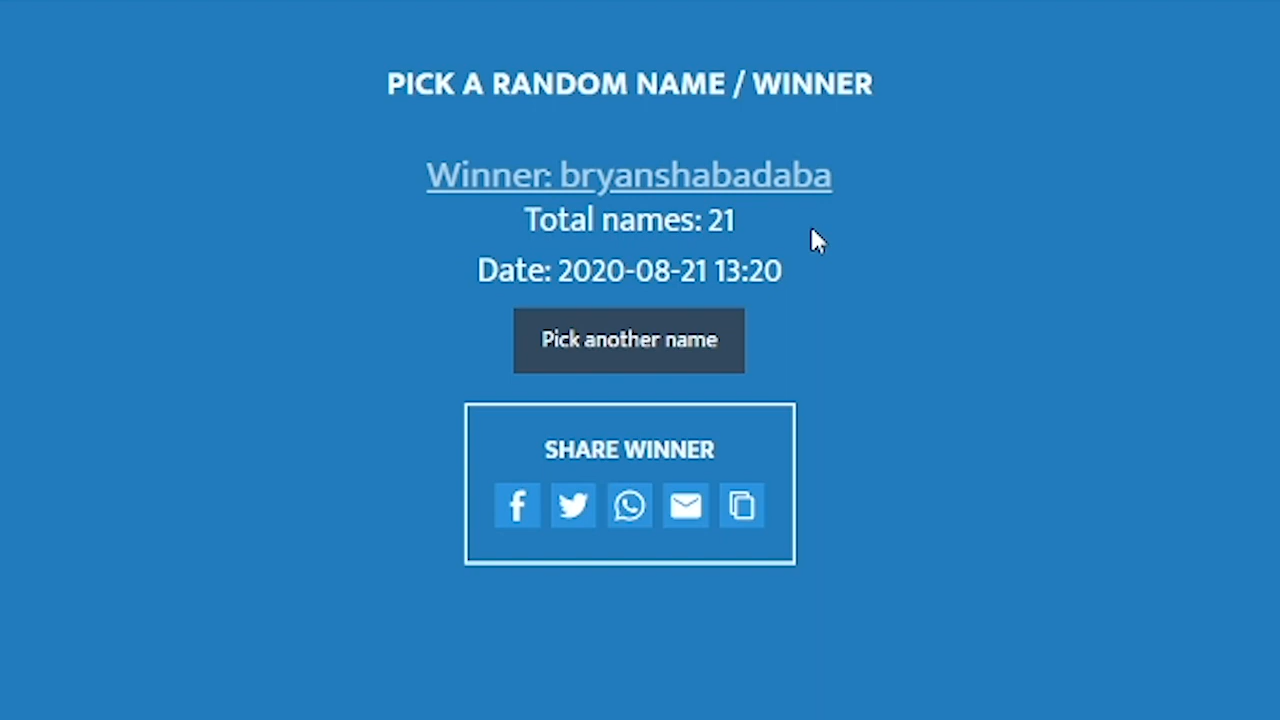 PICK A RANDOM NAME / WINNER
Winner: bryanshabadaba
Total names: 21
Date: 2020-08-21 13:20
Pick another name
SHARE WINNER